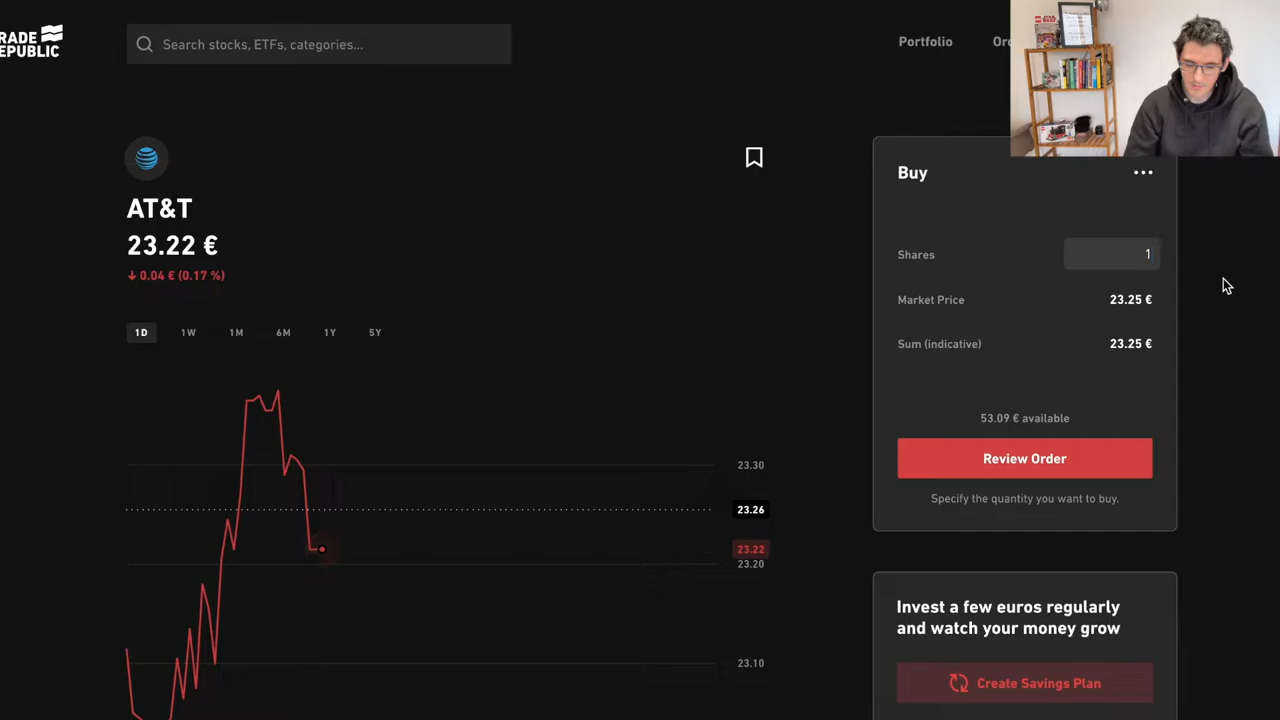 RADE
EPUBLIC
Search stocks, ETFs, categories...
Portfolio
AT&T
23.22 €
↓ 0.04 € (0.17 %)
1D 1W 1M 6M 1Y 5Y
23.30
23.26
23.22
23.20
23.10
Buy
Shares 1
Market Price 23.25 €
Sum (indicative) 23.25 €
53.09 € available
Review Order
Specify the quantity you want to buy.
Invest a few euros regularly
and watch your money grow
Create Savings Plan